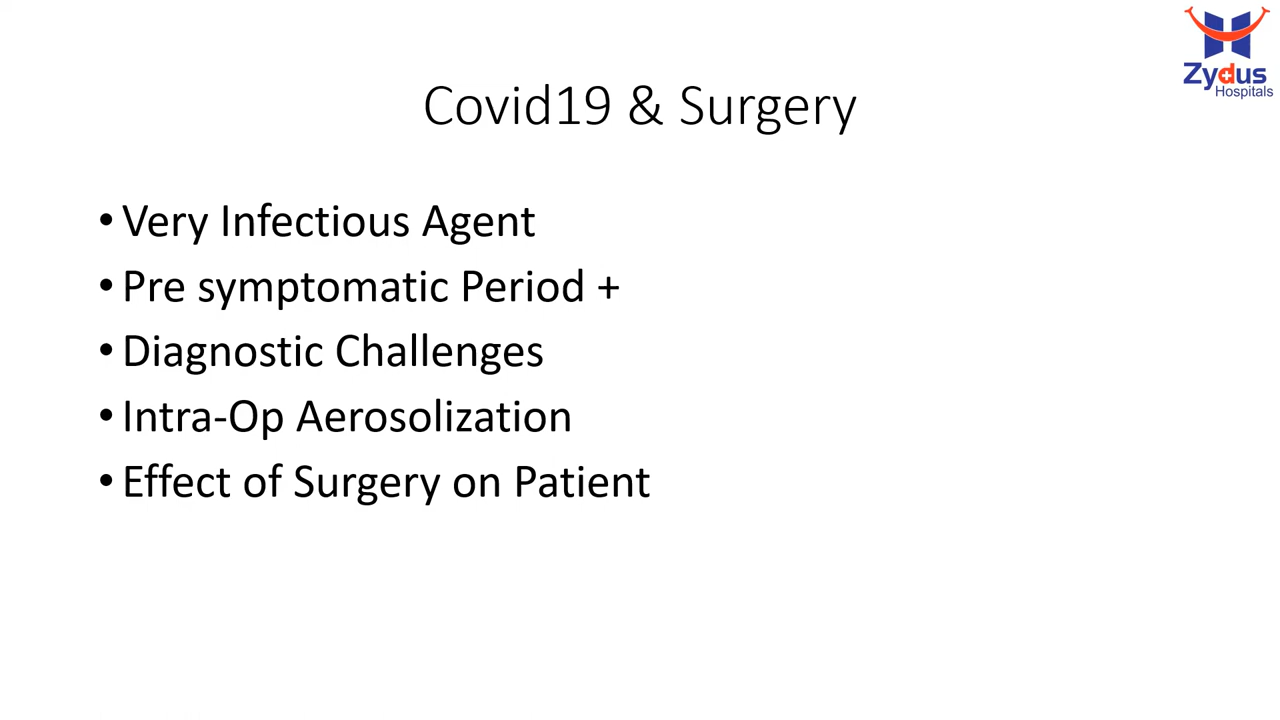 Zydus
Hospitals
Covid19 & Surgery
• Very Infectious Agent
• Pre symptomatic Period +
• Diagnostic Challenges
• Intra-Op Aerosolization
• Effect of Surgery on Patient